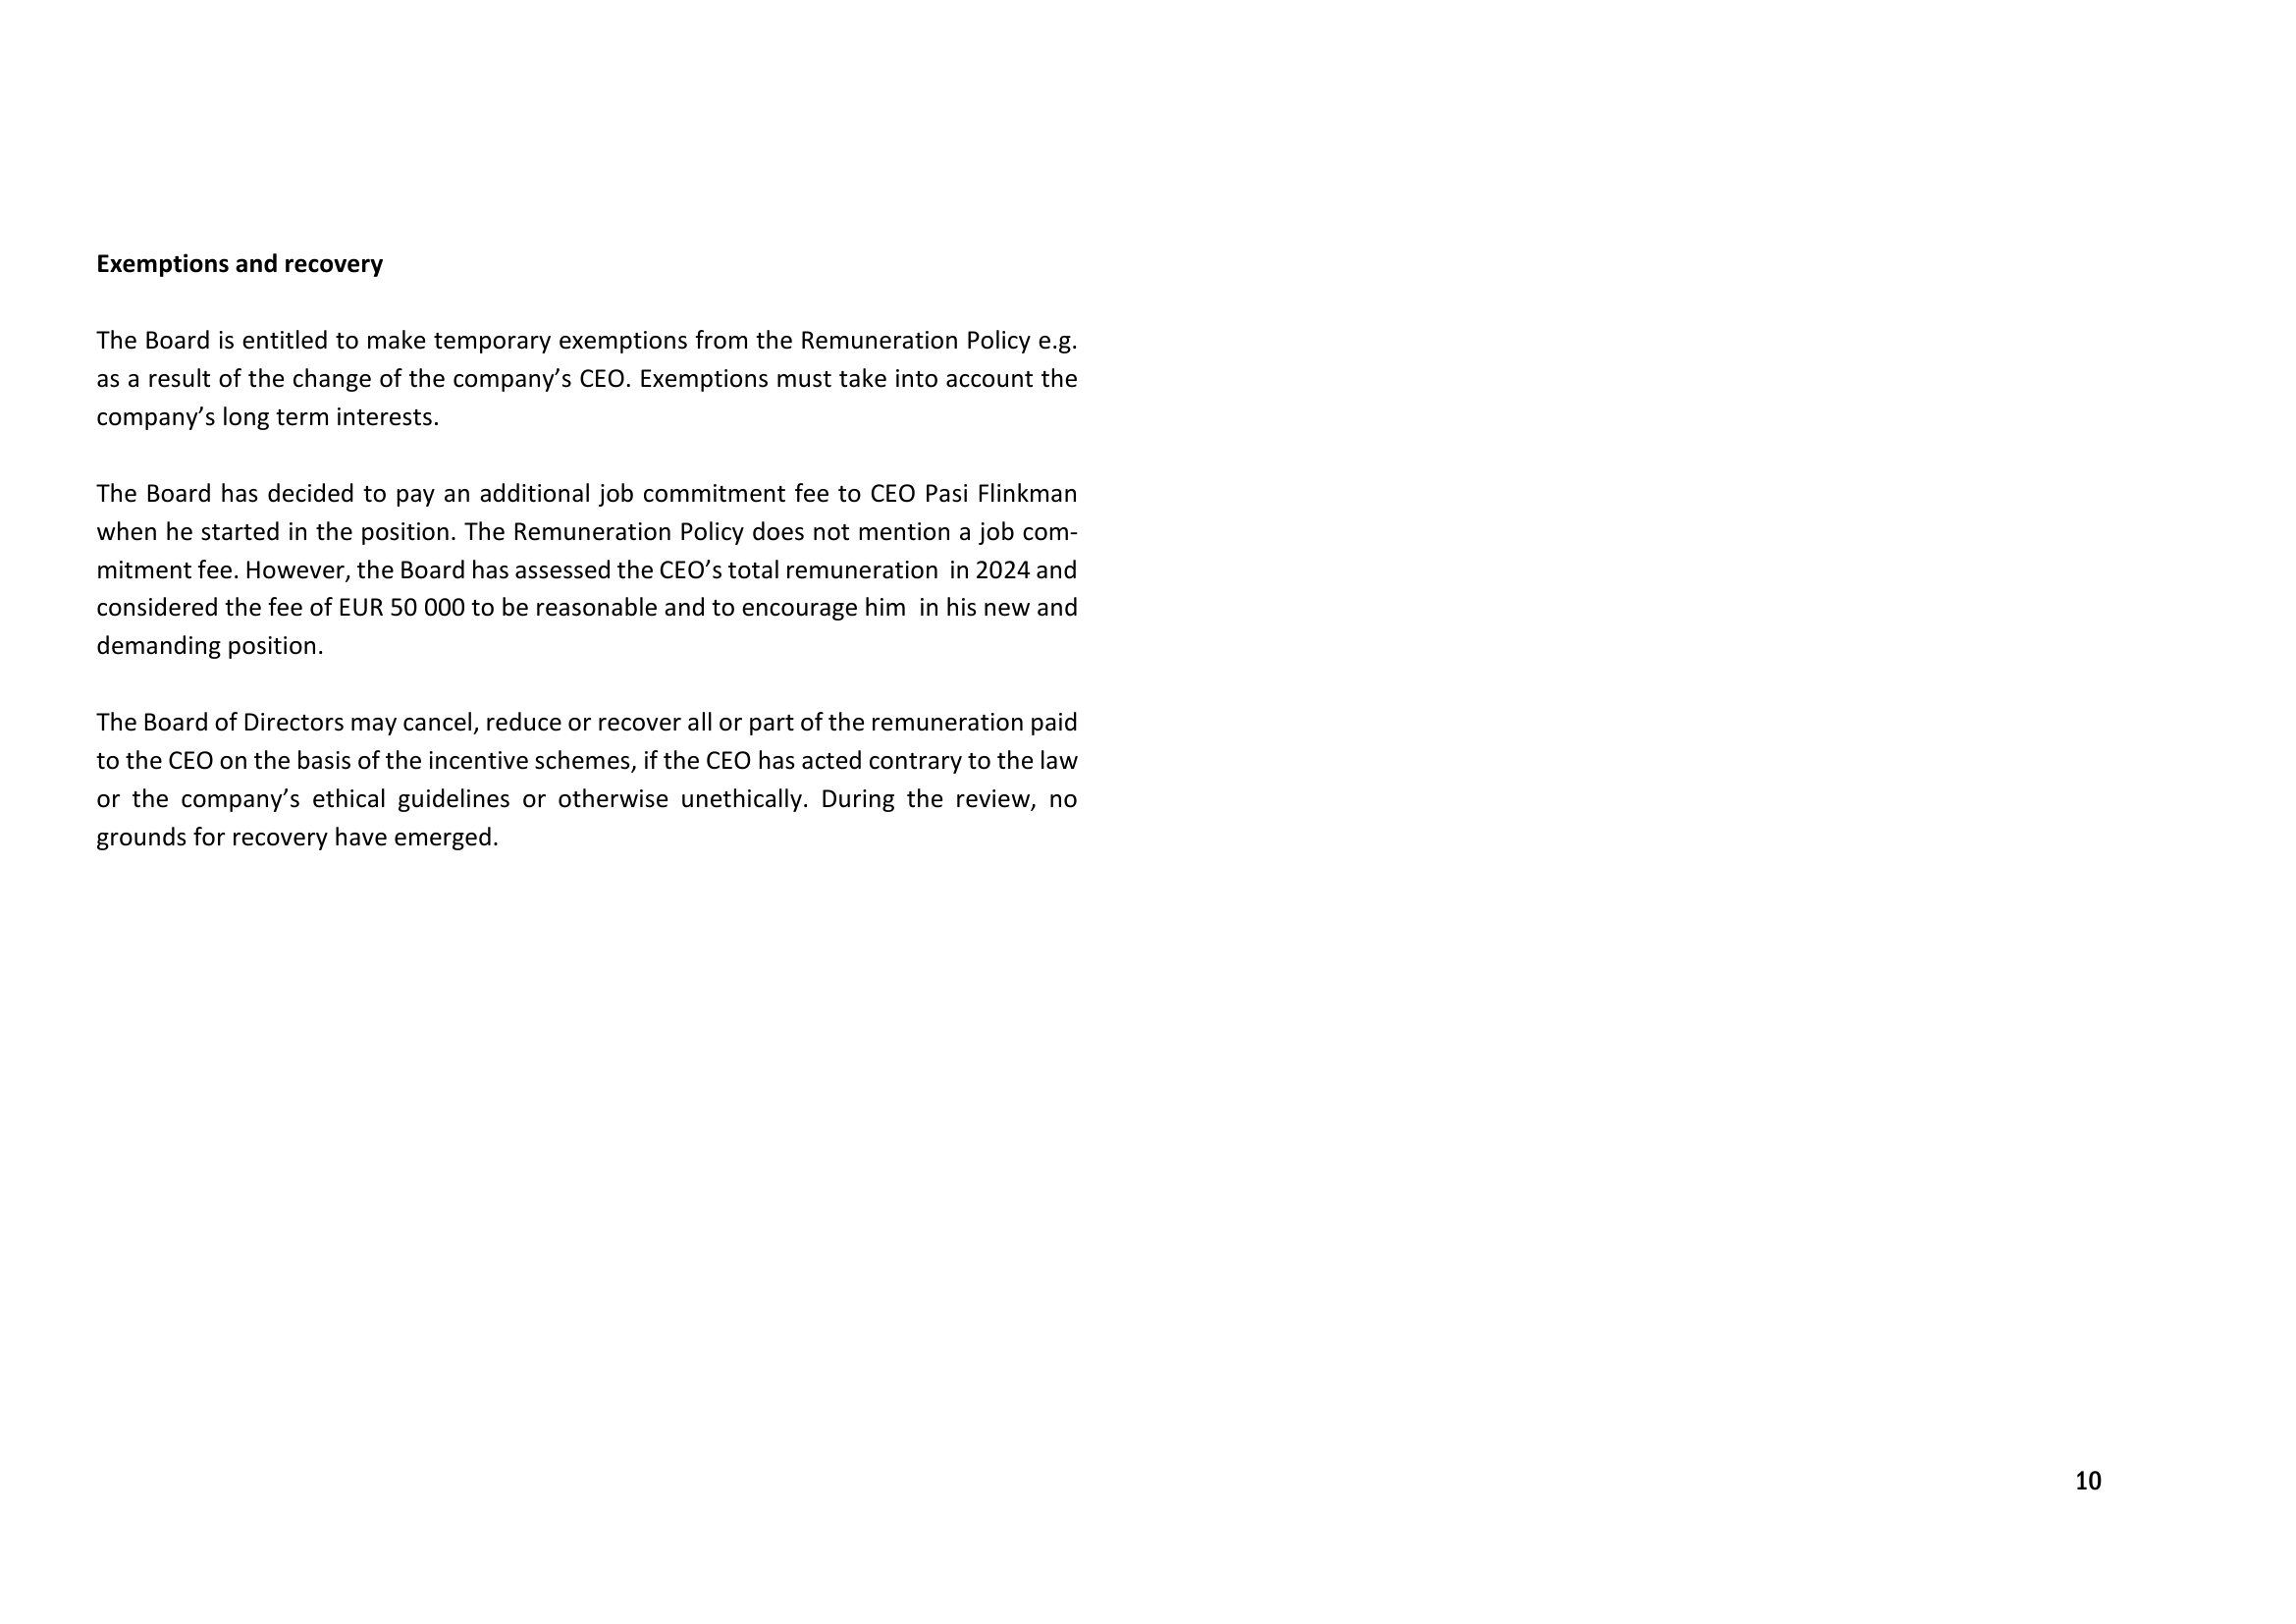 Exemptions and recovery
The Board is entitled to make temporary exemptions from the Remuneration Policy e.g.
as a result of the change of the company’s CEO. Exemptions must take into account the
company’s long term interests.
The Board has decided to pay an additional job commitment fee to CEO Pasi Flinkman
when he started in the position. The Remuneration Policy does not mention a job com-
mitment fee. However, the Board has assessed the CEO’s total remuneration  in 2024 and
considered the fee of EUR 50 000 to be reasonable and to encourage him  in his new and
demanding position.
The Board of Directors may cancel, reduce or recover all or part of the remuneration paid
to the CEO on the basis of the incentive schemes, if the CEO has acted contrary to the law
or the company’s ethical guidelines or otherwise unethically. During the review, no
grounds for recovery have emerged.
10